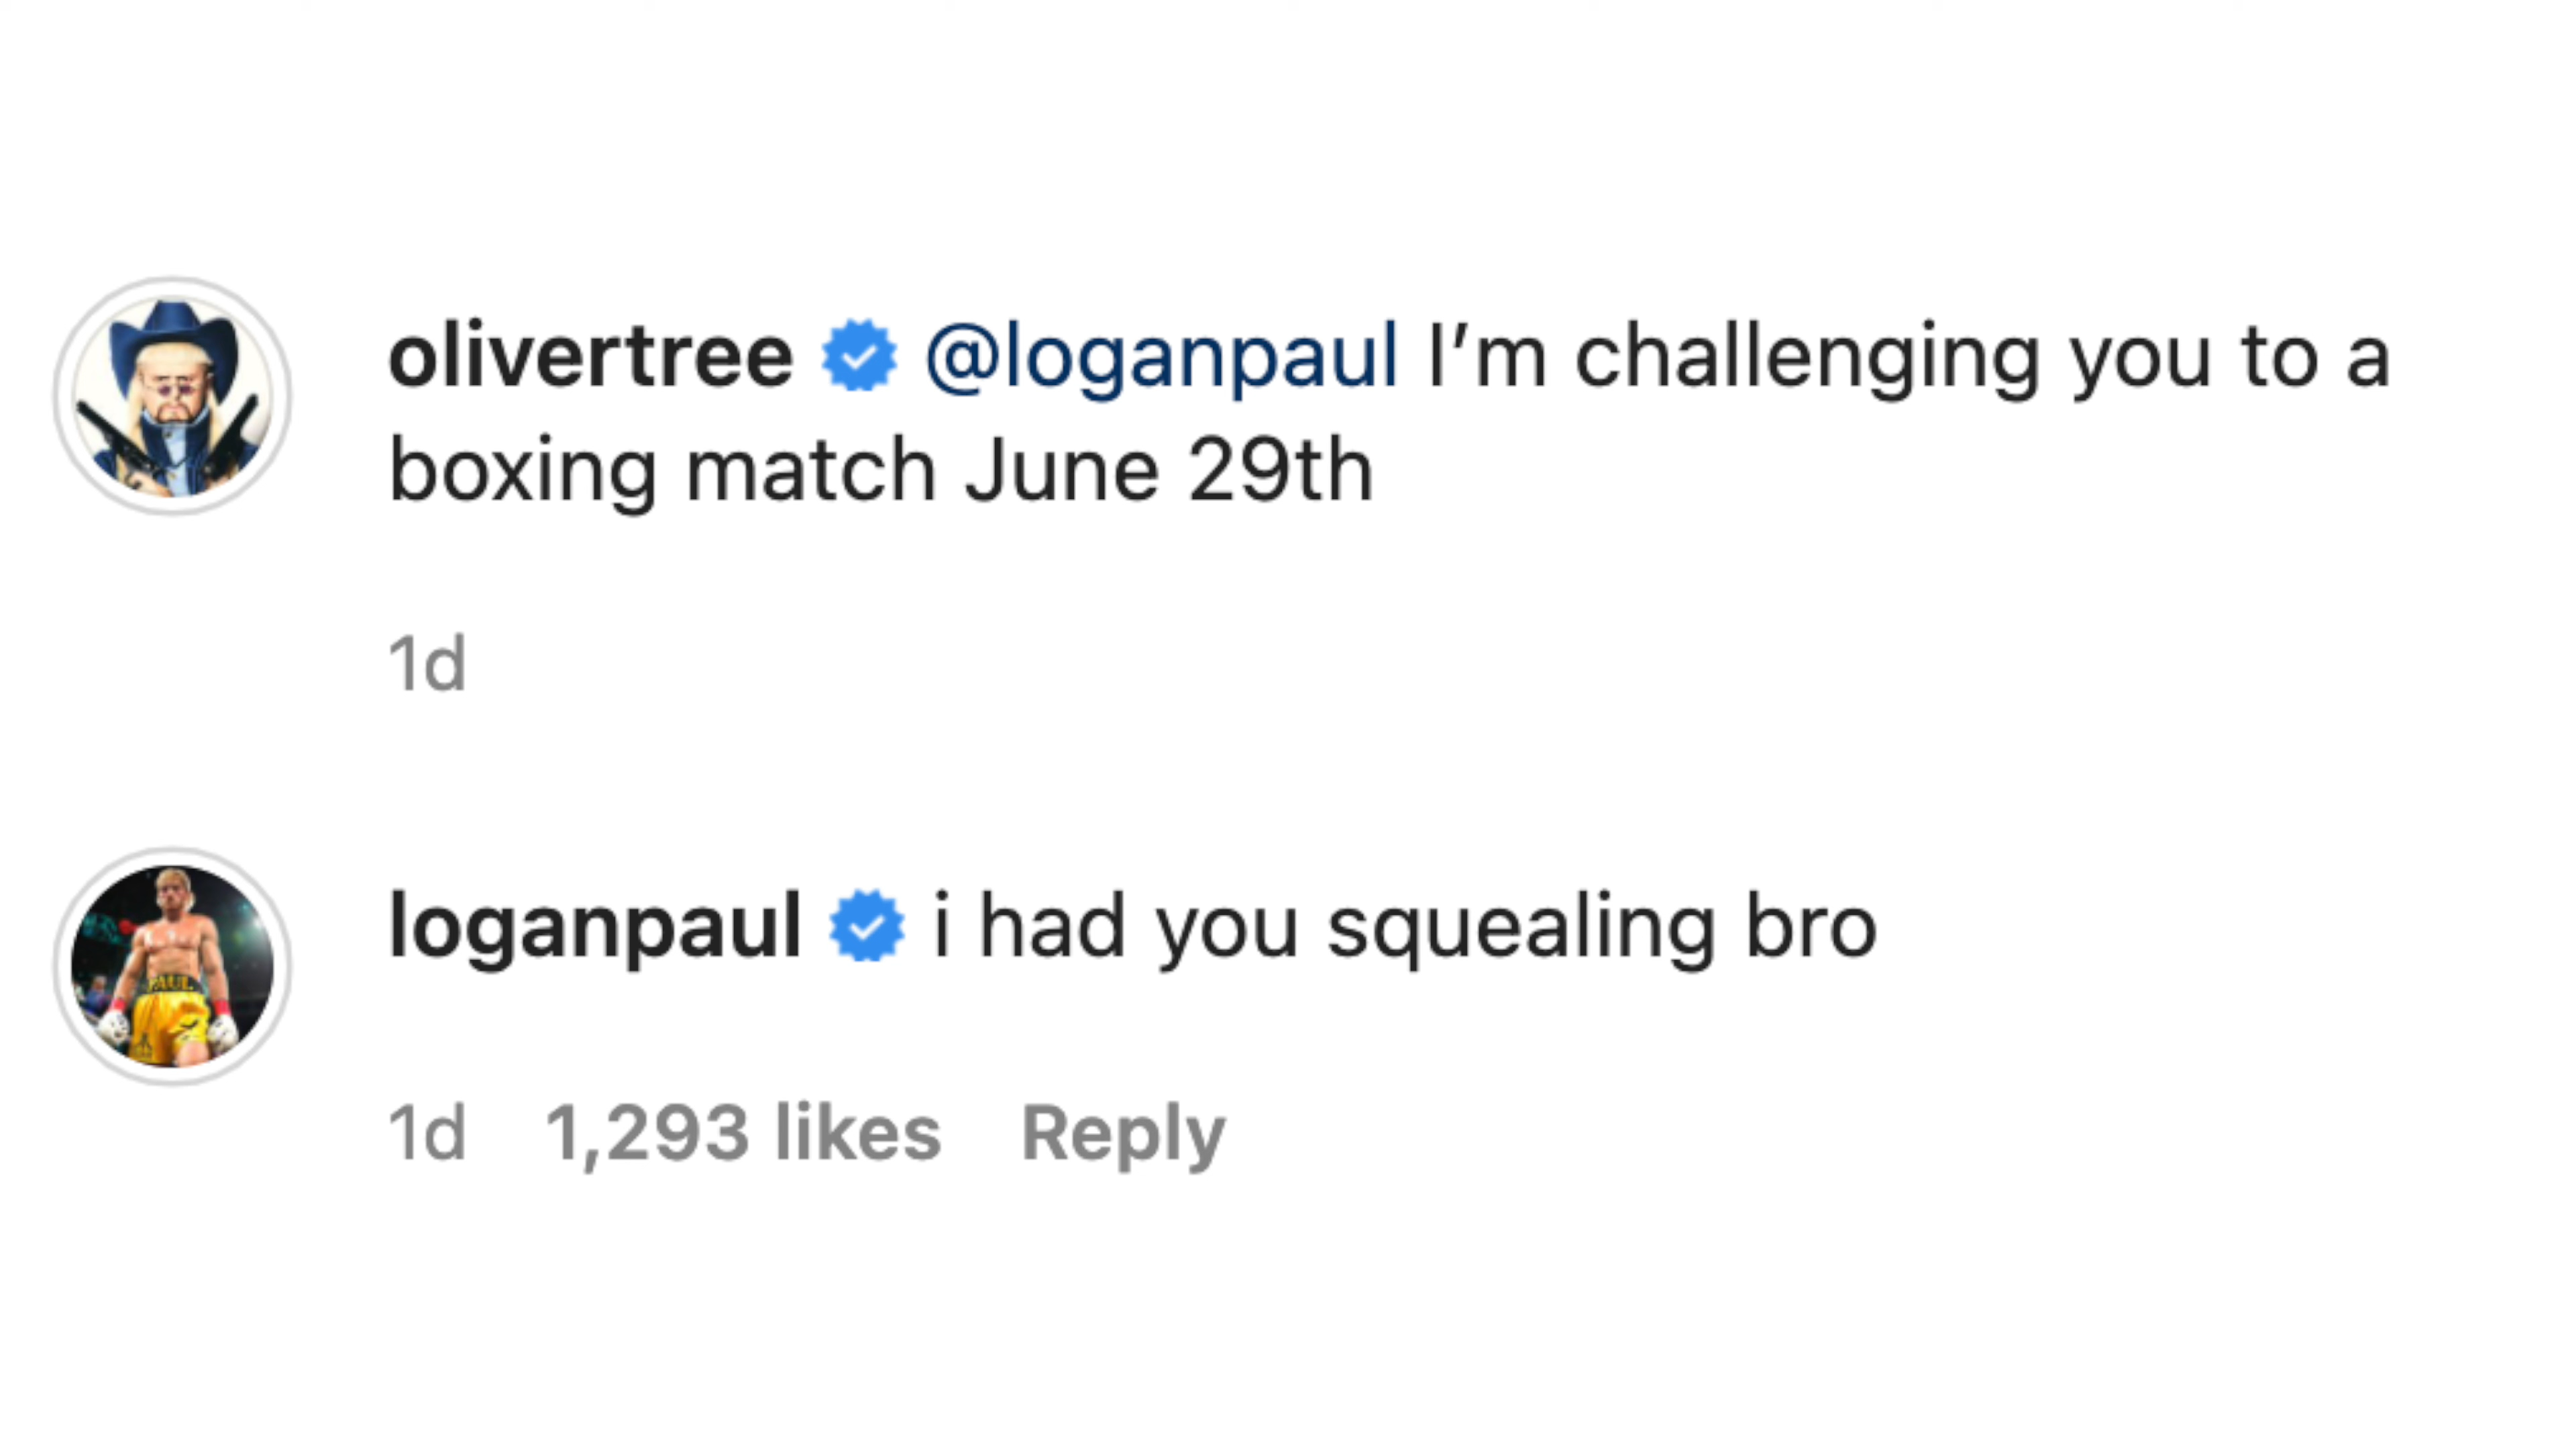 olivertree @loganpaul I’m challenging you to a
boxing match June 29th
1d
loganpaul i had you squealing bro
PAUL
1d 1,293 likes Reply